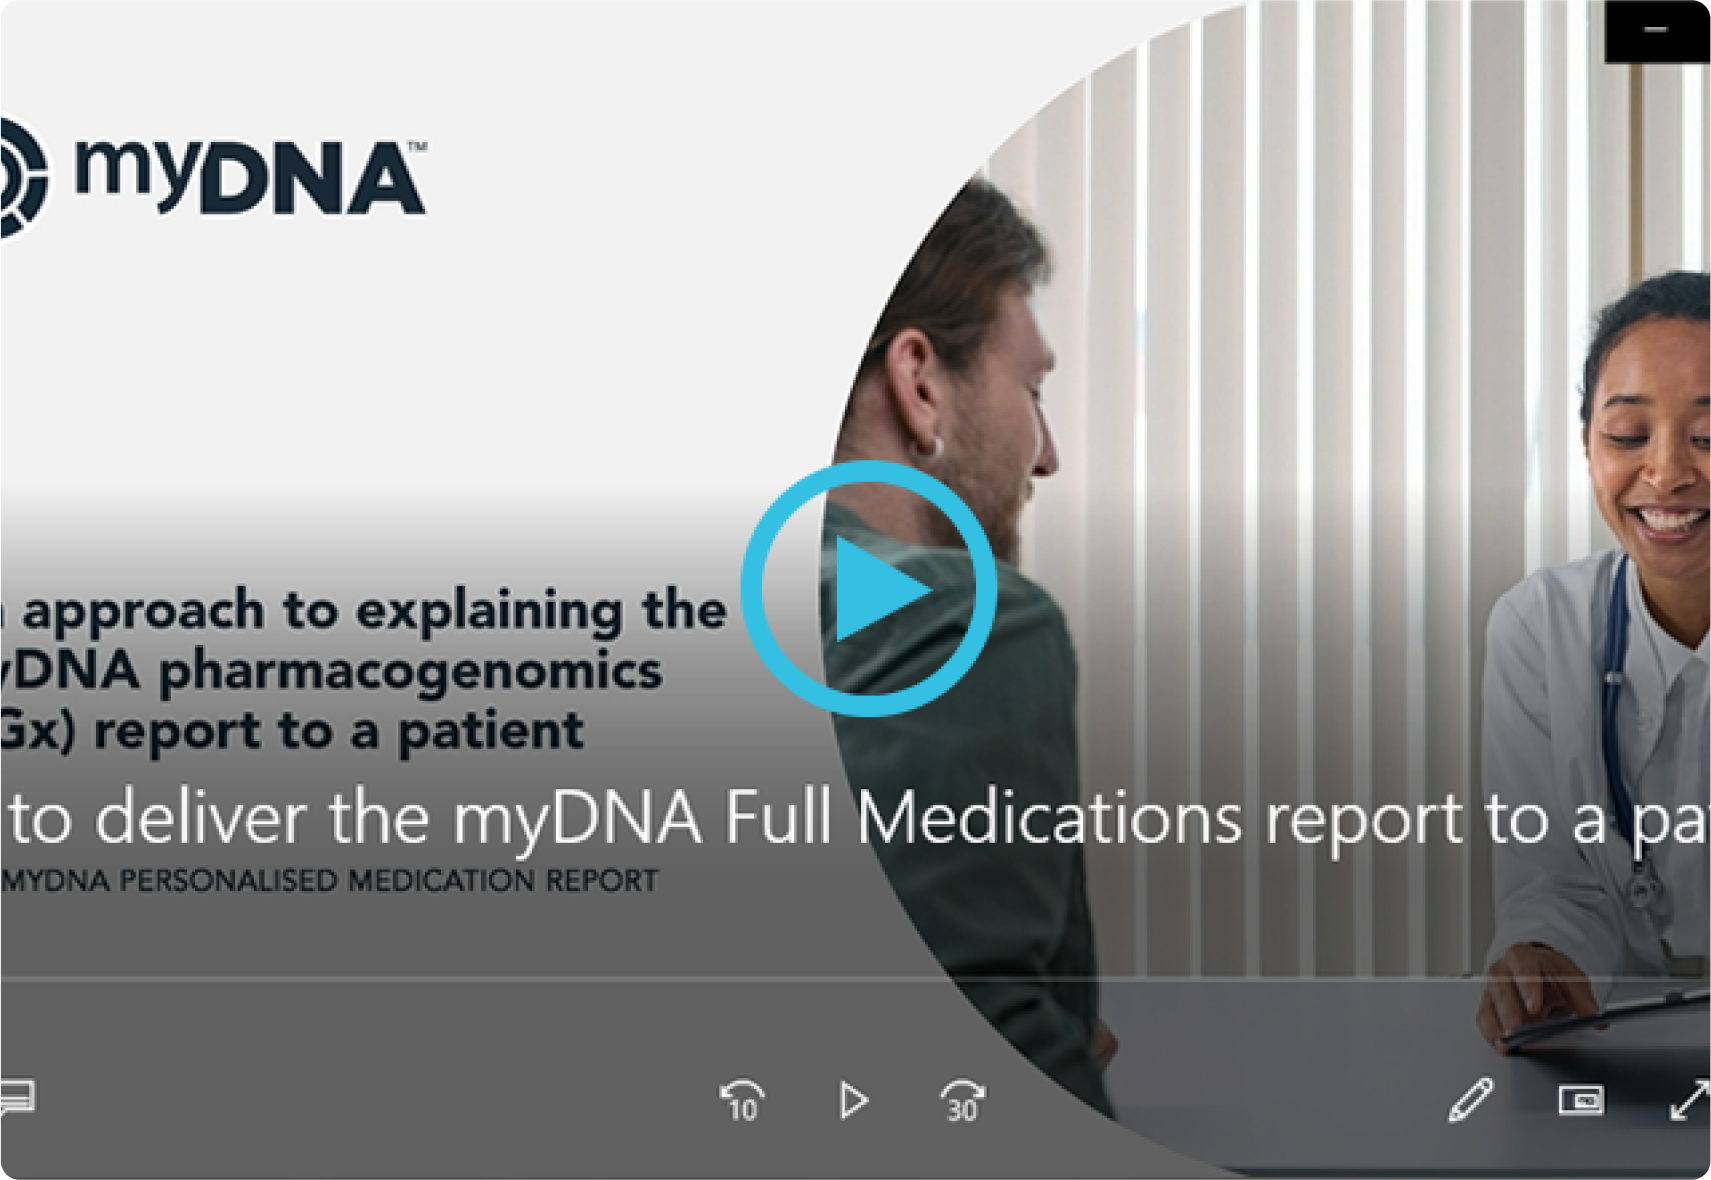 myDNA™
approach to explaining the
yDNA pharmacogenomics
Gx) report to a patient
to deliver the myDNA Full Medications report to a pa
MYDNA PERSONALISED MEDICATION REPORT
10
30